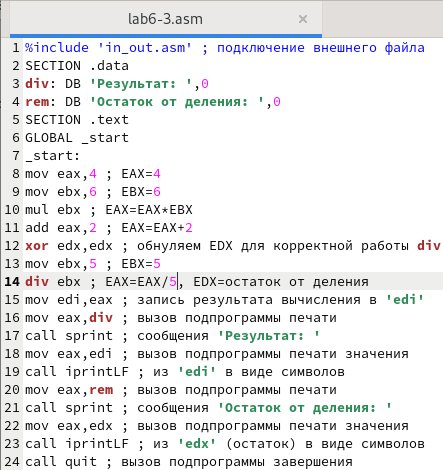 lab6-3.asm
1 %include 'in_out.asm' ; подключение внешнего файла
2 SECTION .data
3 div: DB 'Результат: ',0
4 rem: DB 'Остаток от деления: ',0
5 SECTION .text
6 GLOBAL _start
7 _start:
8 mov eax,4 ; EAX=4
9 mov ebx,6 ; EBX=6
10 mul ebx ; EAX=EAX*EBX
11 add eax,2 ; EAX=EAX+2
12 xor edx,edx ; обнуляем EDX для корректной работы div
13 mov ebx,5 ; EBX=5
14 div ebx ; EAX=EAX/5, EDX=остаток от деления
15 mov edi,eax ; запись результата вычисления в 'edi'
16 mov eax,div ; вызов подпрограммы печати
17 call sprint ; сообщения 'Результат: '
18 mov eax,edi ; вызов подпрограммы печати значения
19 call iprintLF ; из 'edi' в виде символов
20 mov eax,rem ; вызов подпрограммы печати
21 call sprint ; сообщения 'Остаток от деления: '
22 mov eax,edx ; вызов подпрограммы печати значения
23 call iprintLF ; из 'edx' (остаток) в виде символов
24 call quit ; вызов подпрограммы завершения